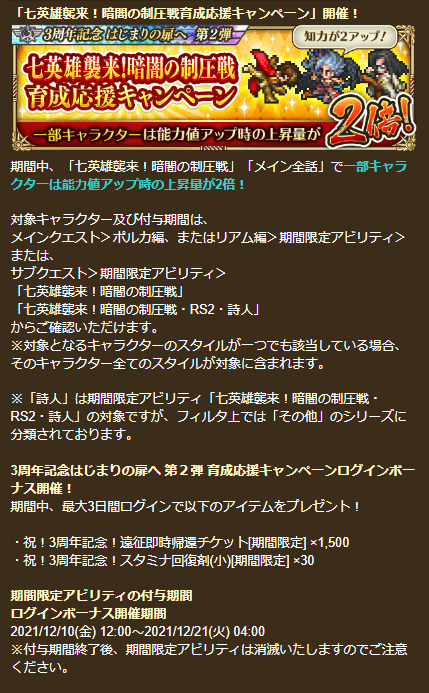 「七英雄襲来！暗闇の制圧戦育成応援キャンペーン」開催！
3周年記念 はじまりの扉へ 第2弾
知力が2アップ！
七英雄襲来!暗闇の制圧戦
育成応援キャンペーン
一部キャラクターは能力値アップ時の上昇量が
2倍!
期間中、「七英雄襲来！暗闇の制圧戦」「メイン全話」で一部キャラ
クターは能力値アップ時の上昇量が2倍！
対象キャラクター及び付与期間は、
メインクエスト＞ポルカ編、またはリアム編＞期間限定アビリティ＞
または、
サブクエスト＞期間限定アビリティ＞
「七英雄襲来！暗闇の制圧戦」
「七英雄襲来！暗闇の制圧戦・RS2・詩人」
からご確認いただけます。
※対象となるキャラクターのスタイルが一つでも該当している場合、
そのキャラクター全てのスタイルが対象に含まれます。
※「詩人」は期間限定アビリティ「七英雄襲来！暗闇の制圧戦・
RS2・詩人」の対象ですが、フィルタ上では「その他」のシリーズに
分類されております。
3周年記念はじまりの扉へ 第２弾 育成応援キャンペーンログインボー
ナス開催！
期間中、最大3日間ログインで以下のアイテムをプレゼント！
・祝！3周年記念！遠征即時帰還チケット[期間限定] ×1,500
・祝！3周年記念！スタミナ回復剤(小)[期間限定] ×30
期間限定アビリティの付与期間
ログインボーナス開催期間
2021/12/10(金) 12:00～2021/12/21(火) 04:00
※付与期間終了後、期間限定アビリティは消滅いたしますのでご注意
ください。